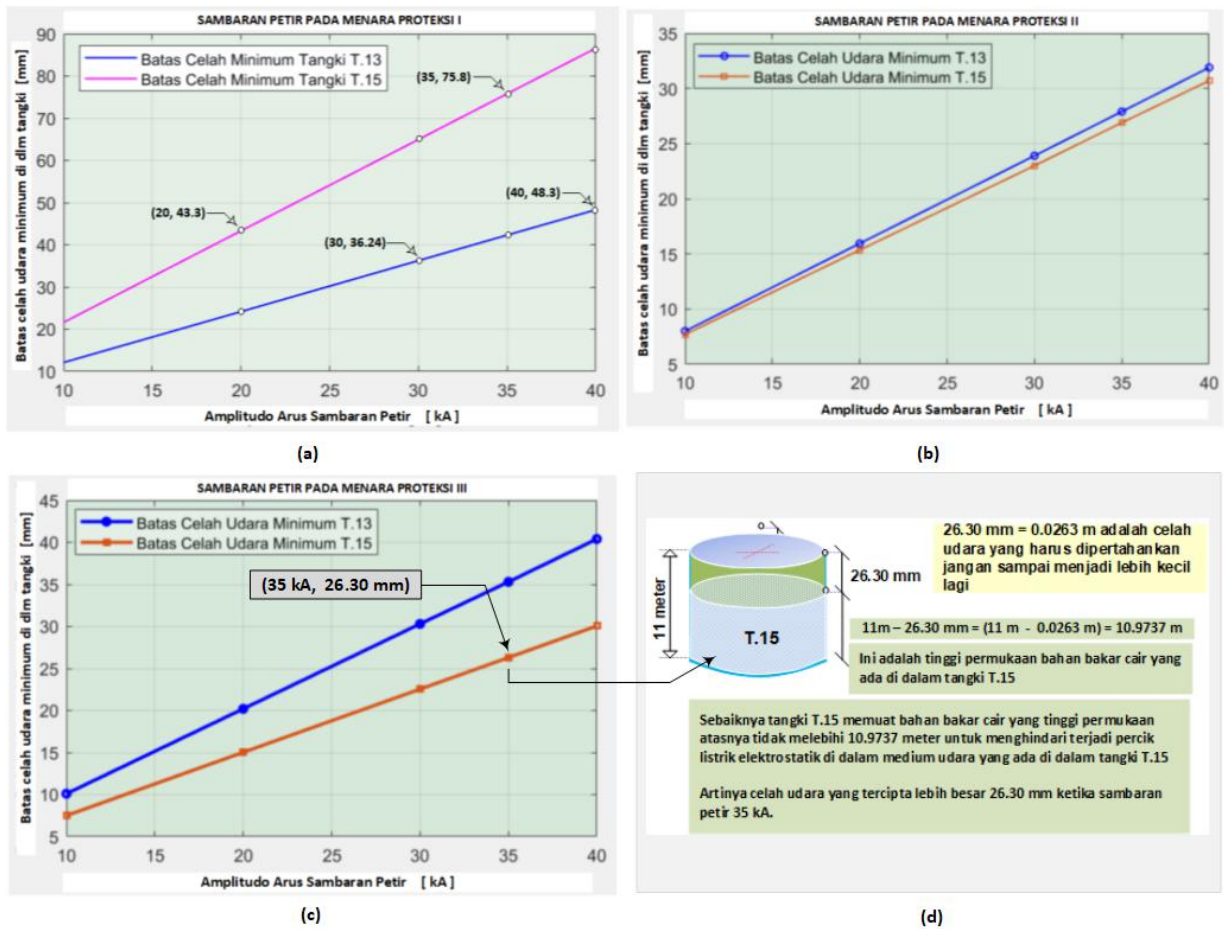 SAMBARAN PETIR PADA MENARA PROTEKSI I
Batas celah udara minimum di dlm tangki [mm]
90
80
70
60
50
40
30
20
10
Batas Celah Minimum Tangki T.13
Batas Celah Minimum Tangki T.15
(35, 75.8)
(20, 43.3)
(40, 48.3)
(30, 36.24)
10 15 20 25 30 35 40
Amplitudo Arus Sambaran Petir [ kA ]
(a)
SAMBARAN PETIR PADA MENARA PROTEKSI II
Batas celah udara minimum di dlm tangki [mm]
35
30
25
20
15
10
5
Batas Celah Udara Minimum T.13
Batas Celah Udara Minimum T.15
10 15 20 25 30 35 40
Amplitudo Arus Sambaran Petir [ kA ]
(b)
SAMBARAN PETIR PADA MENARA PROTEKSI III
Batas celah udara minimum di dlm tangki [mm]
45
40
35
30
25
20
15
10
5
Batas Celah Udara Minimum T.13
Batas Celah Udara Minimum T.15
(35 kA, 26.30 mm)
10 15 20 25 30 35 40
Amplitudo Arus Sambaran Petir [ kA ]
(c)
11 meter
T.15
26.30 mm
26.30 mm = 0.0263 m adalah celah
udara yang harus dipertahankan
jangan sampai menjadi lebih kecil
lagi
11m – 26.30 mm = (11 m - 0.0263 m) = 10.9737 m
Ini adalah tinggi permukaan bahan bakar cair yang
ada di dalam tangki T.15
Sebaiknya tangki T.15 memuat bahan bakar cair yang tinggi permukaan
atasnya tidak melebihi 10.9737 meter untuk menghindari terjadi percik
listrik elektrostatik di dalam medium udara yang ada di dalam tangki T.15
Artinya celah udara yang tercipta lebih besar 26.30 mm ketika sambaran
petir 35 kA.
(d)